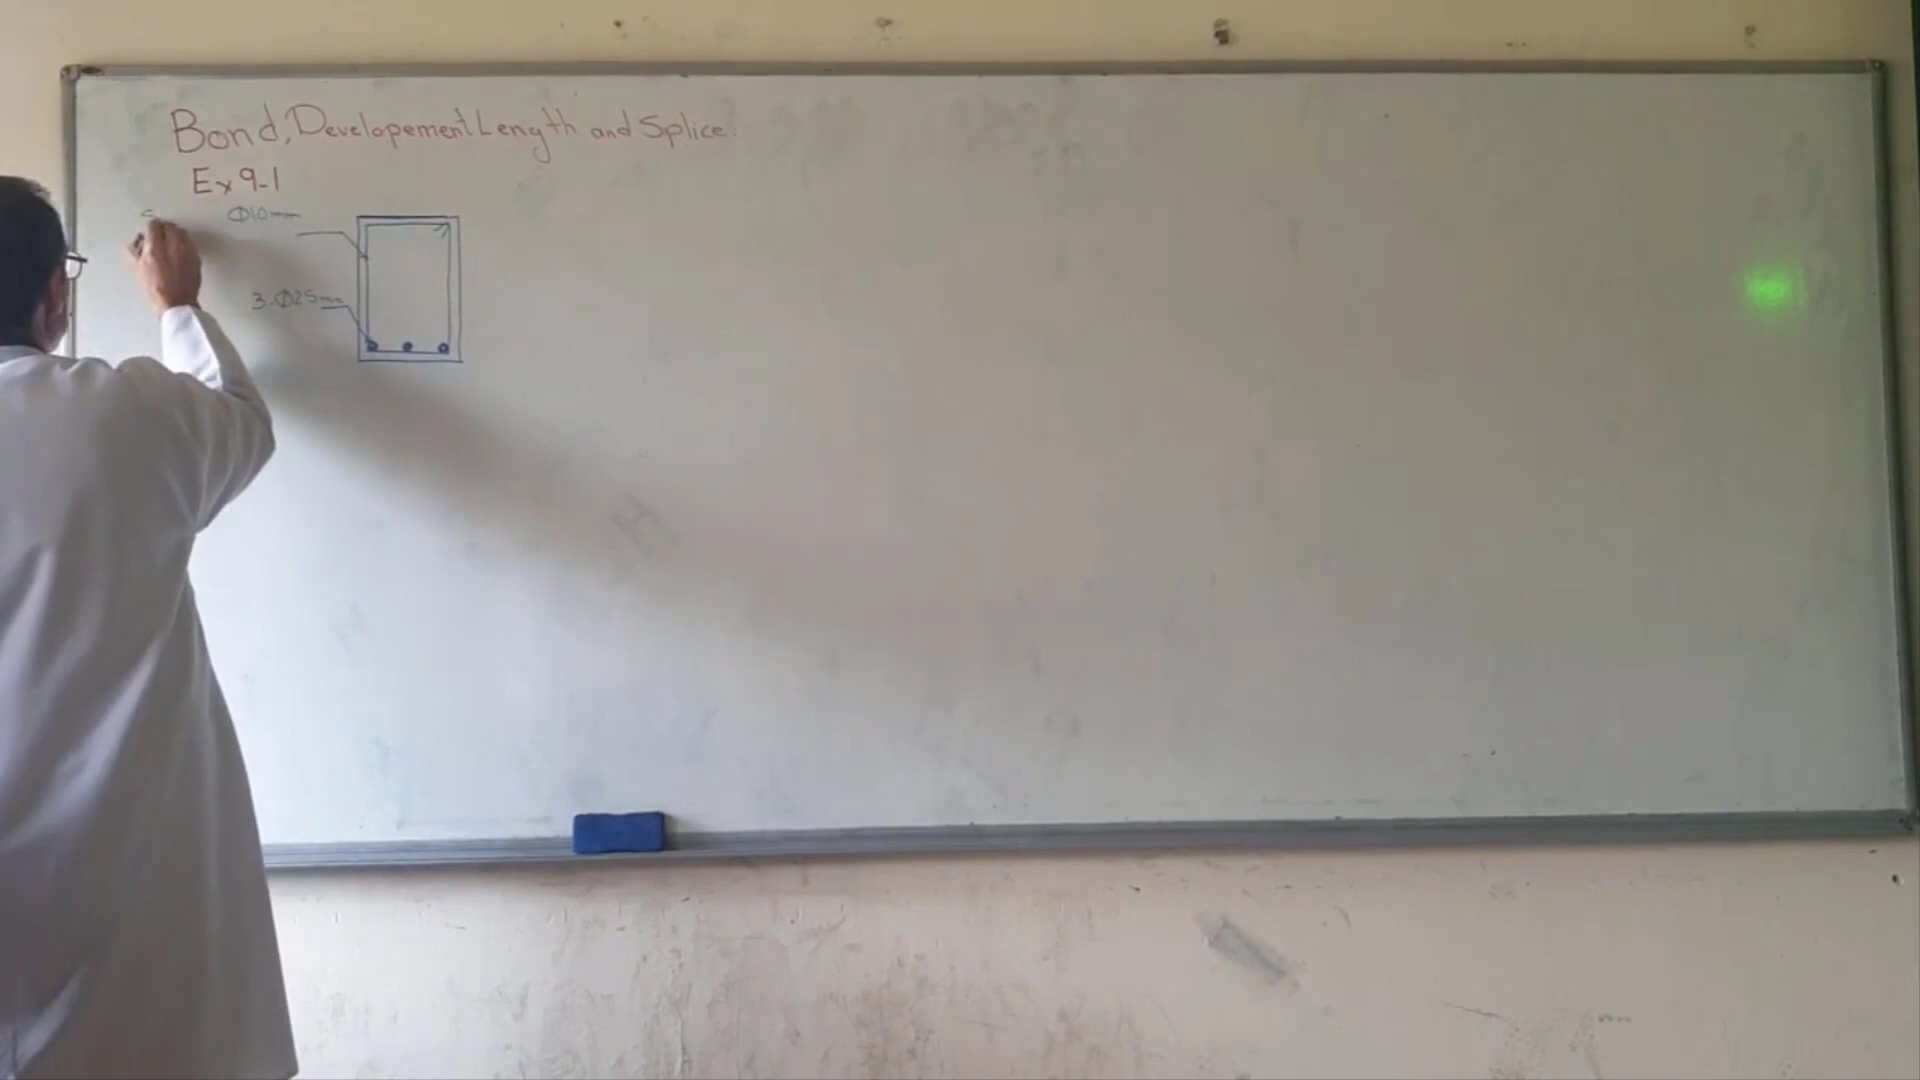 Bond, Developement Length and Splice:
Ex 9-1
Φ10mm
3-Φ25mm